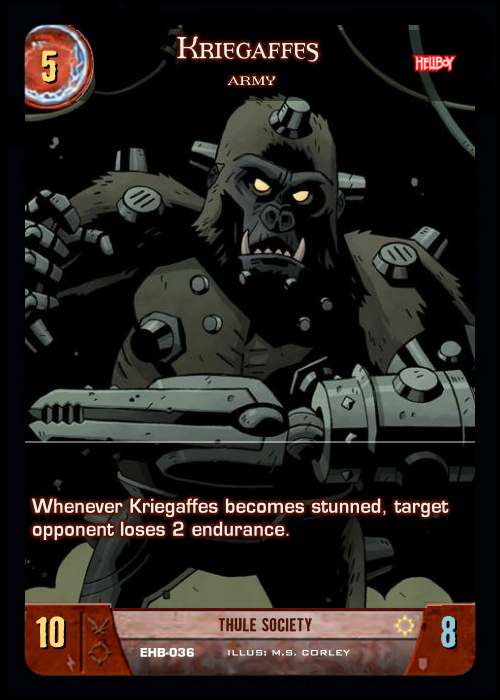 5
Kriegaffes
ARMY
HELLBOY
Whenever Kriegaffes becomes stunned, target
opponent loses 2 endurance.
10
THULE SOCIETY
8
EHB-036 ILLUS: M.S. CORLEY